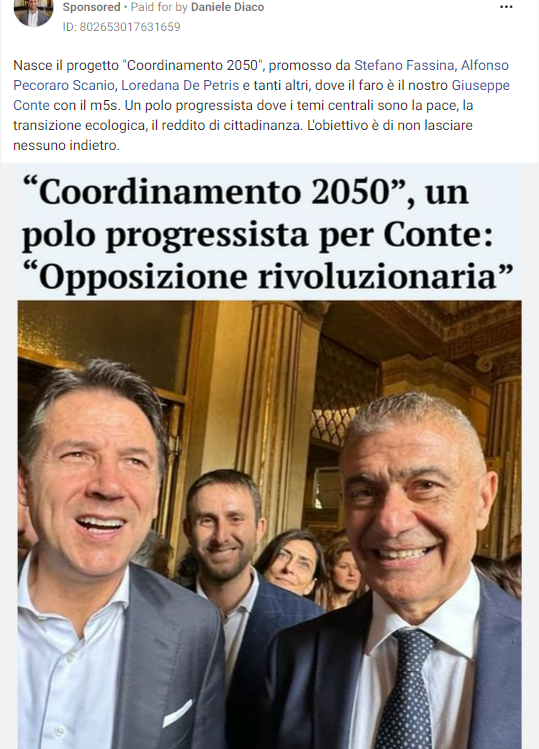 Sponsored • Paid for by Daniele Diaco
ID: 802653017631659
Nasce il progetto "Coordinamento 2050", promosso da Stefano Fassina, Alfonso
Pecoraro Scanio, Loredana De Petris e tanti altri, dove il faro è il nostro Giuseppe
Conte con il m5s. Un polo progressista dove i temi centrali sono la pace, la
transizione ecologica, il reddito di cittadinanza. L'obiettivo è di non lasciare
nessuno indietro.
“Coordinamento 2050”, un
polo progressista per Conte:
“Opposizione rivoluzionaria”